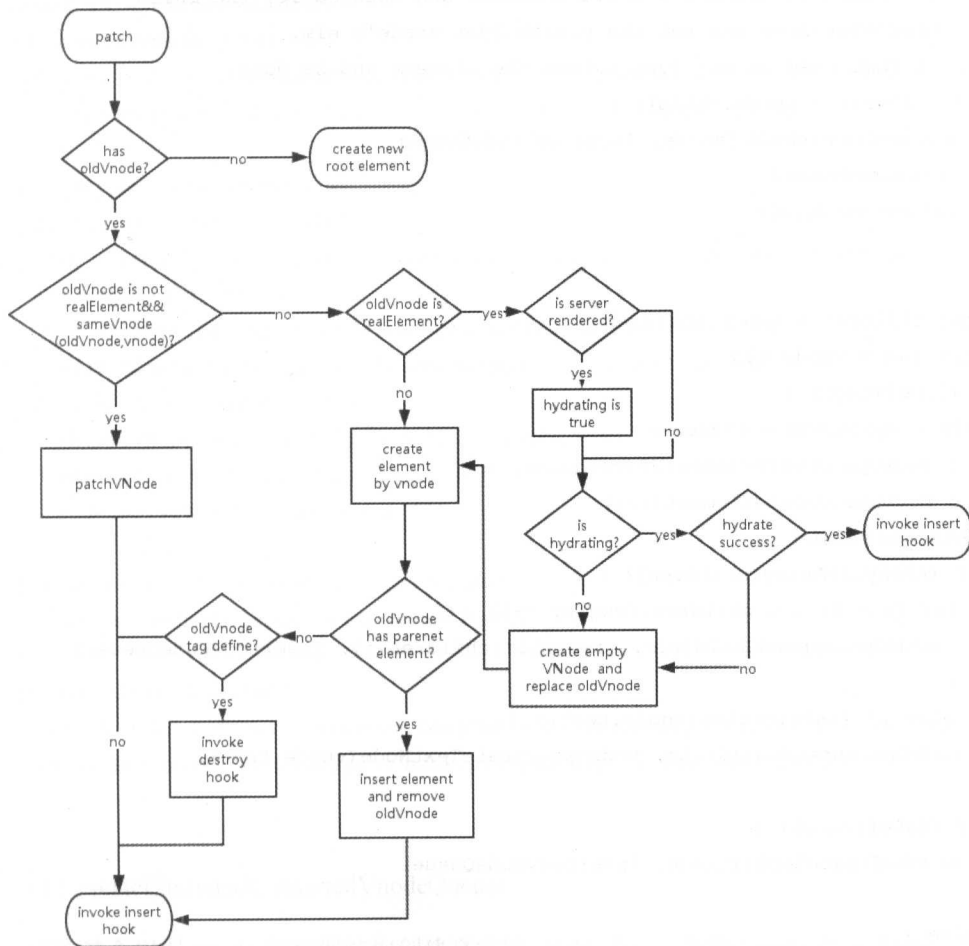 patch
has
oldVnode?
no
create new
root element
yes
oldVnode is not
realElement&&
sameVnode
(oldVnode,vnode)?
no
oldVnode is
realElement?
yes
is server
rendered?
yes
no
yes
hydrating is
true
no
patchVNode
create
element
by vnode
is
hydrating?
yes
hydrate
success?
yes
invoke insert
hook
no
no
oldVnode
tag define?
no
oldVnode
has parenet
element?
create empty
VNode and
replace oldVnode
yes
yes
no
invoke
destroy
hook
insert element
and remove
oldVnode
invoke insert
hook